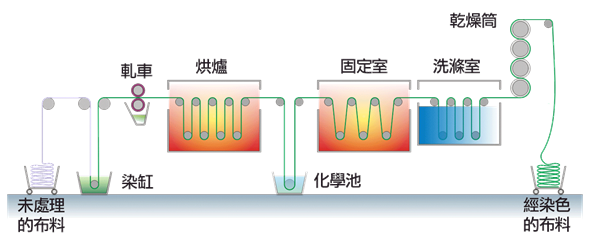 乾燥筒
軋車
烘爐
固定室
洗滌室
染缸
化學池
未處理
的布料
經染色
的布料